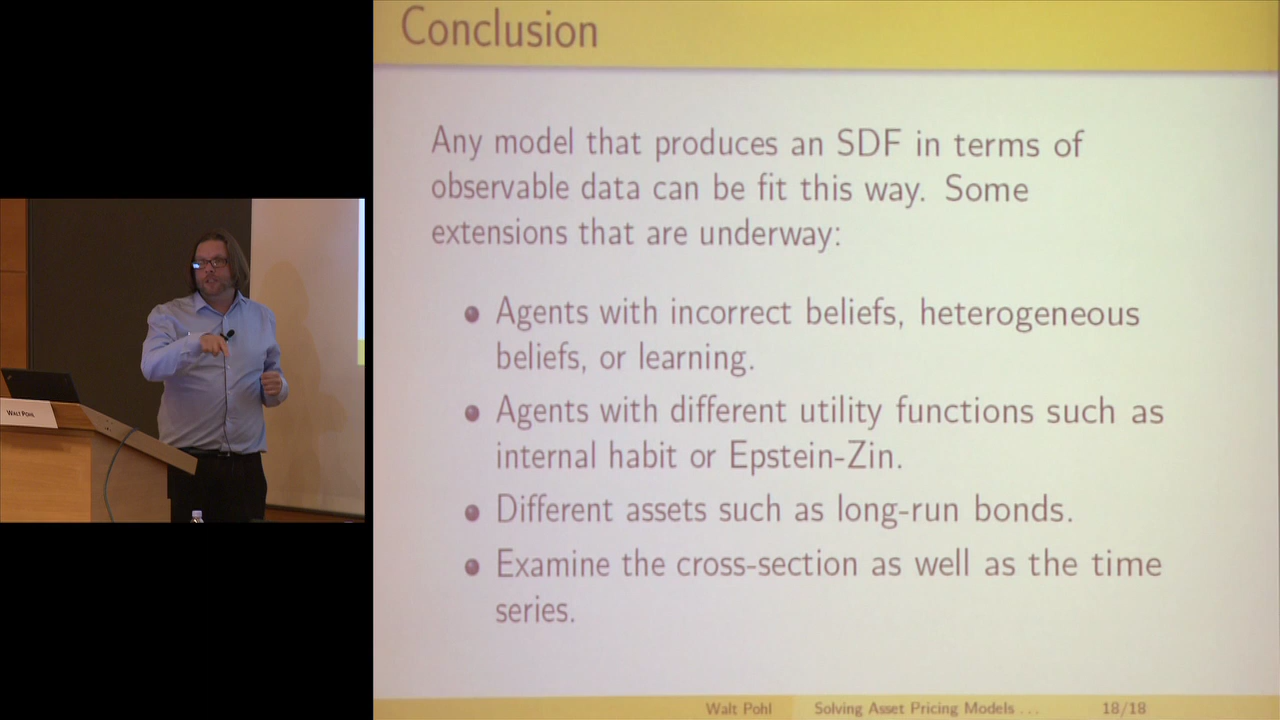 Conclusion
Any model that produces an SDF in terms of
observable data can be fit this way. Some
extensions that are underway:
Agents with incorrect beliefs, heterogeneous
beliefs, or learning.
Agents with different utility functions such as
internal habit or Epstein-Zin.
Different assets such as long-run bonds.
Examine the cross-section as well as the time
series.
Walt Pohl Solving Asset Pricing Models ... 18/18
WALT POHL